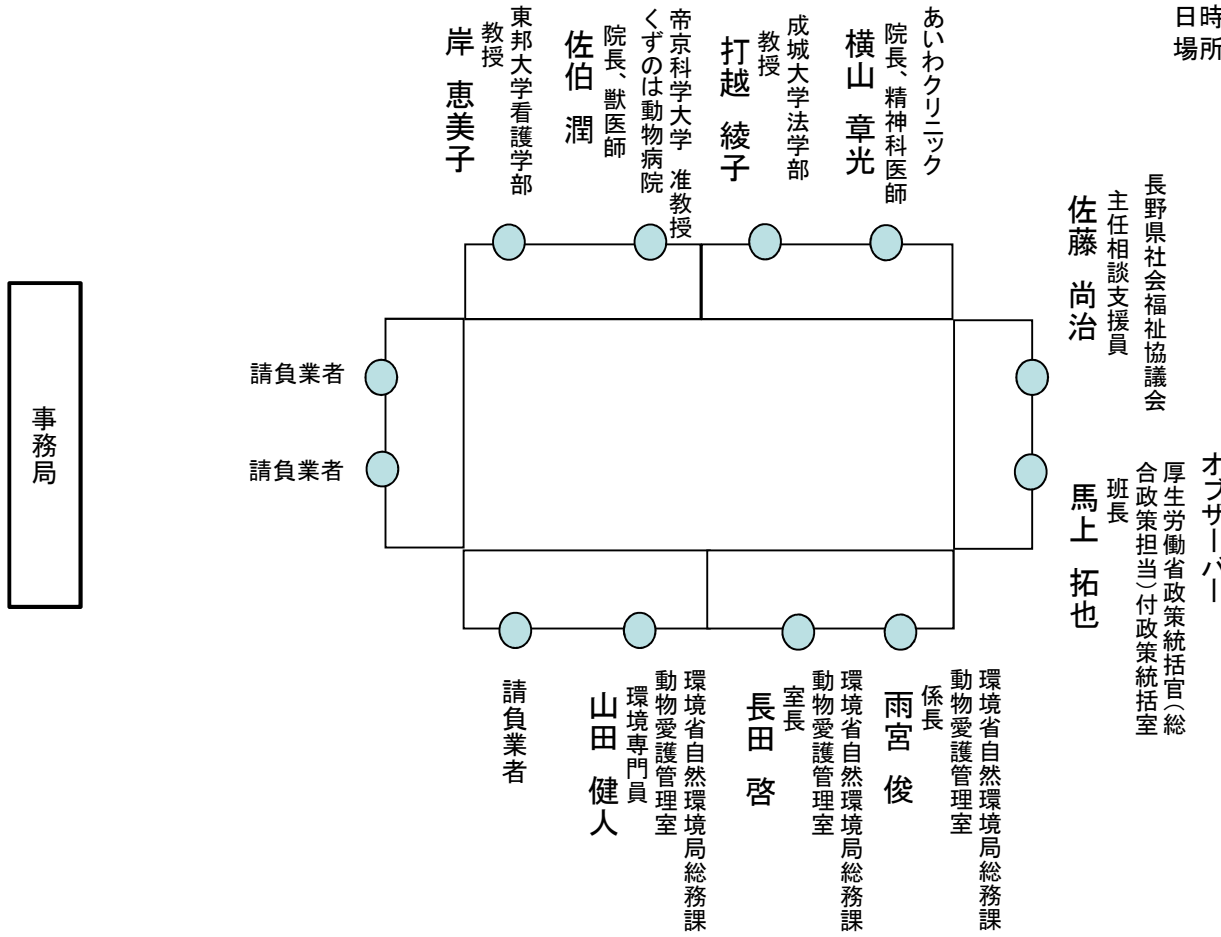 日時
場所
あいわクリニック
院長、精神科医師
横山 章光
成城大学法学部
教授
打越 綾子
帝京科学大学 准教授
くずのは動物病院
院長、獣医師
佐伯 潤
東邦大学看護学部
教授
岸 恵美子
長野県社会福祉協議会
主任相談支援員
佐藤 尚治
オブザーバー
厚生労働省政策統括官(総
合政策担当)付政策統括室
班長
馬上 拓也
請負業者
請負業者
事務局
環境省自然環境局総務課
動物愛護管理室
係長
雨宮 俊
環境省自然環境局総務課
動物愛護管理室
室長
長田 啓
環境省自然環境局総務課
動物愛護管理室
環境専門員
山田 健人
請負業者